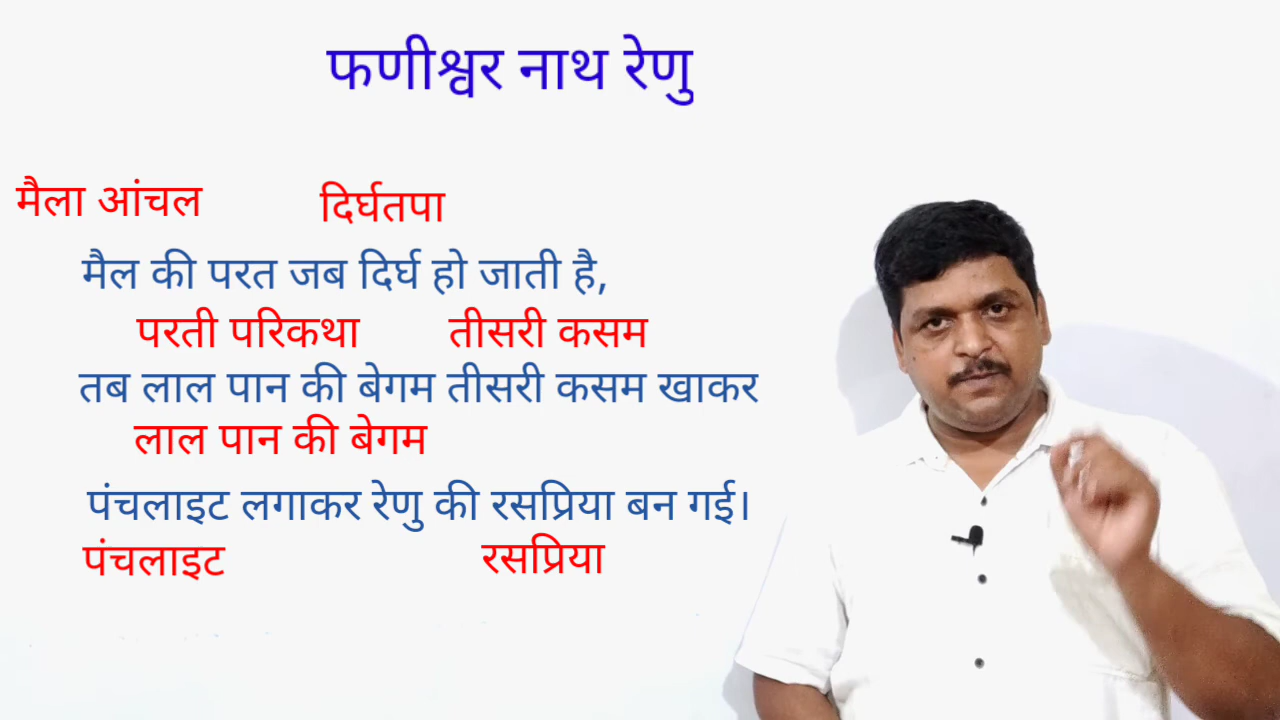 फणीश्वर नाथ रेणु
मैला आंचल दिर्घतपा
मैल की परत जब दिर्घ हो जाती है,
परती परिकथा तीसरी कसम
तब लाल पान की बेगम तीसरी कसम खाकर
लाल पान की बेगम
पंचलाइट लगाकर रेणु की रसप्रिया बन गई।
पंचलाइट रसप्रिया